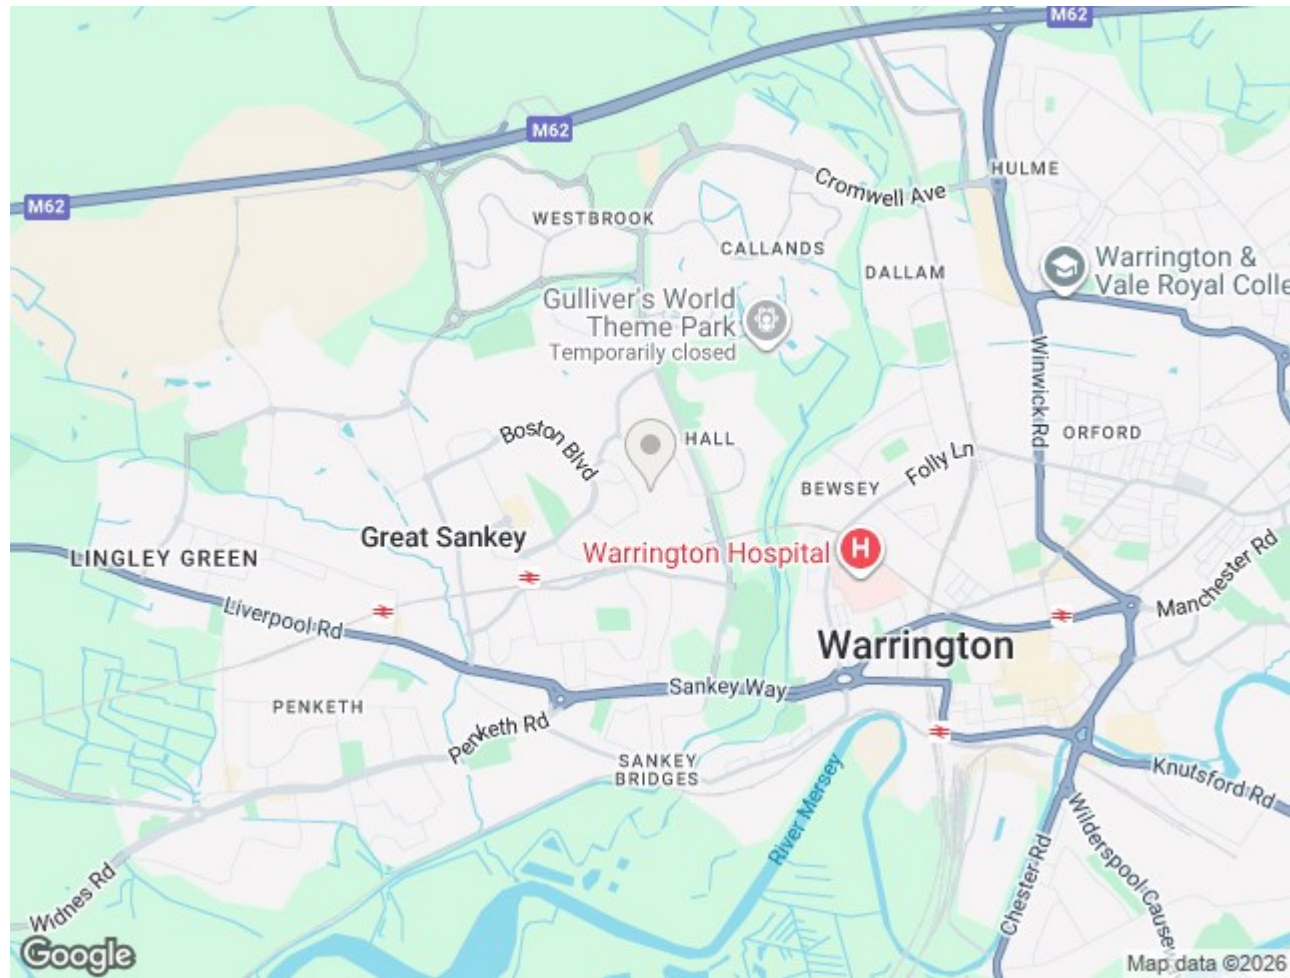 M62
M62
M62
HULME
Cromwell Ave
WESTBROOK
CALLANDS
DALLAM
Warrington &
Vale Royal Colle
Gulliver's World
Theme Park
Temporarily closed
Winwick Rd
Boston Blvd
HALL
ORFORD
Folly Ln
BEWSEY
Great Sankey
Warrington Hospital
H
LINGLEY GREEN
Manchester Rd
Liverpool Rd
Warrington
Sankey Way
PENKETH
Penketh Rd
SANKEY
BRIDGES
River Mersey
Knutsford Rd
Wilderspool Causew
Chester Rd
Widnes Rd
Google
Map data ©2026